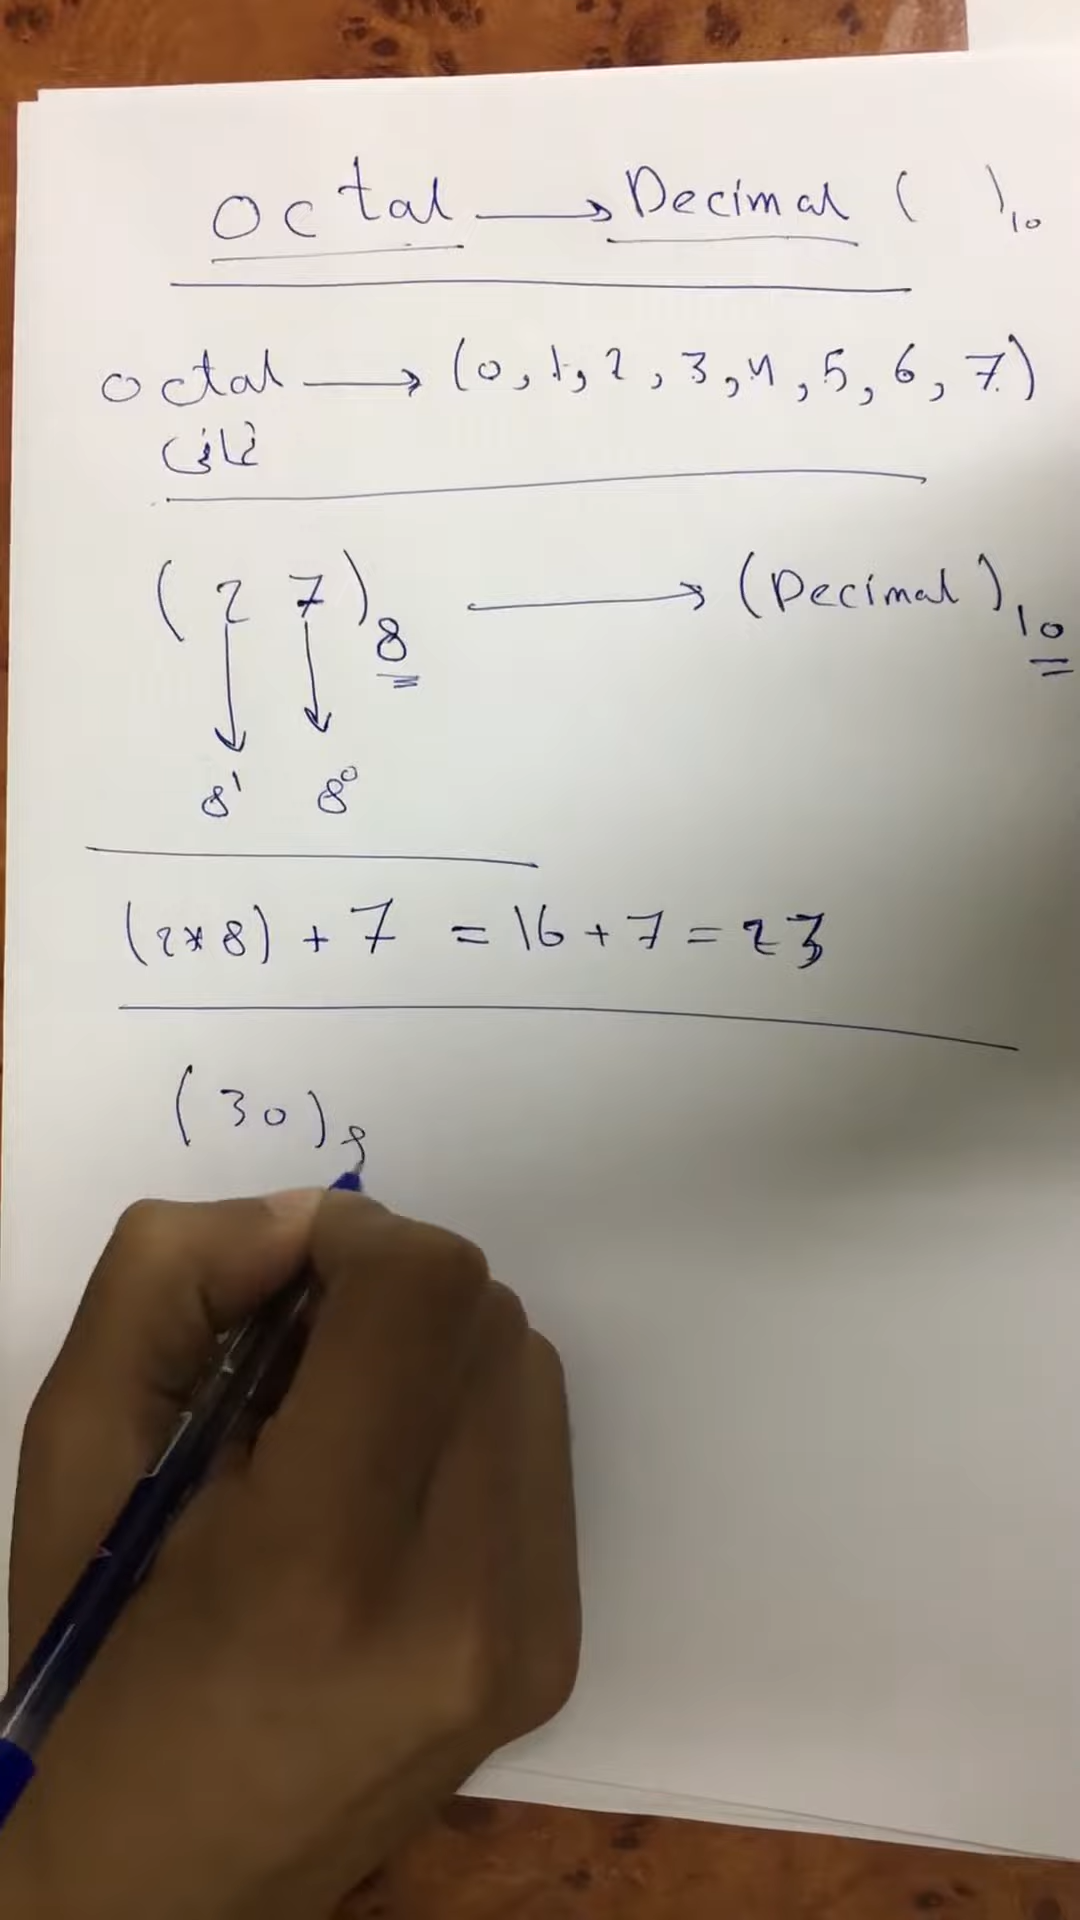 octal → Decimal ( )₁₀
octal → (0, 1, 2, 3, 4, 5, 6, 7)
ثمانى
(2 7)₈ → (Decimal)₁₀
8¹ 8⁰
(2*8) + 7 = 16 + 7 = 23
(30)₈